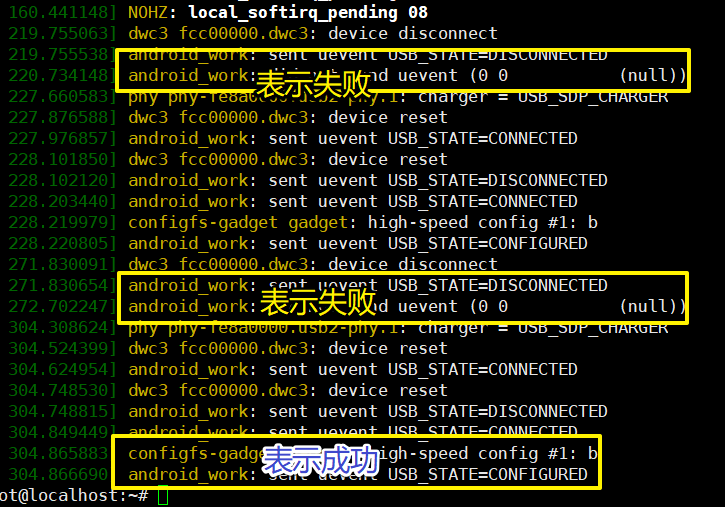 160.441148] NOHZ: local_softirq_pending 08
219.755063] dwc3 fcc00000.dwc3: device disconnect
219.755538] android_work: sent uevent USB_STATE=DISCONNECTED
220.734148] android_work: nd uevent (0 0 (null))
表示失败
227.660583] phy phy-fe8a0000.usb2-phy.1: charger = USB_SDP_CHARGER
227.876588] dwc3 fcc00000.dwc3: device reset
227.976857] android_work: sent uevent USB_STATE=CONNECTED
228.101850] dwc3 fcc00000.dwc3: device reset
228.102120] android_work: sent uevent USB_STATE=DISCONNECTED
228.203440] android_work: sent uevent USB_STATE=CONNECTED
228.219979] configfs-gadget gadget: high-speed config #1: b
228.220805] android_work: sent uevent USB_STATE=CONFIGURED
271.830091] dwc3 fcc00000.dwc3: device disconnect
271.830654] android_work: sent uevent USB_STATE=DISCONNECTED
272.702247] android_work: nd uevent (0 0 (null))
表示失败
304.308624] phy phy-fe8a0000.usb2-phy.1: charger = USB_SDP_CHARGER
304.524399] dwc3 fcc00000.dwc3: device reset
304.624954] android_work: sent uevent USB_STATE=CONNECTED
304.748530] dwc3 fcc00000.dwc3: device reset
304.748815] android_work: sent uevent USB_STATE=DISCONNECTED
304.849449] android_work: sent uevent USB_STATE=CONNECTED
304.865883] configfs-gadge high-speed config #1: b
表示成功
304.866690] android_work: sent uevent USB_STATE=CONFIGURED
ot@localhost:~#